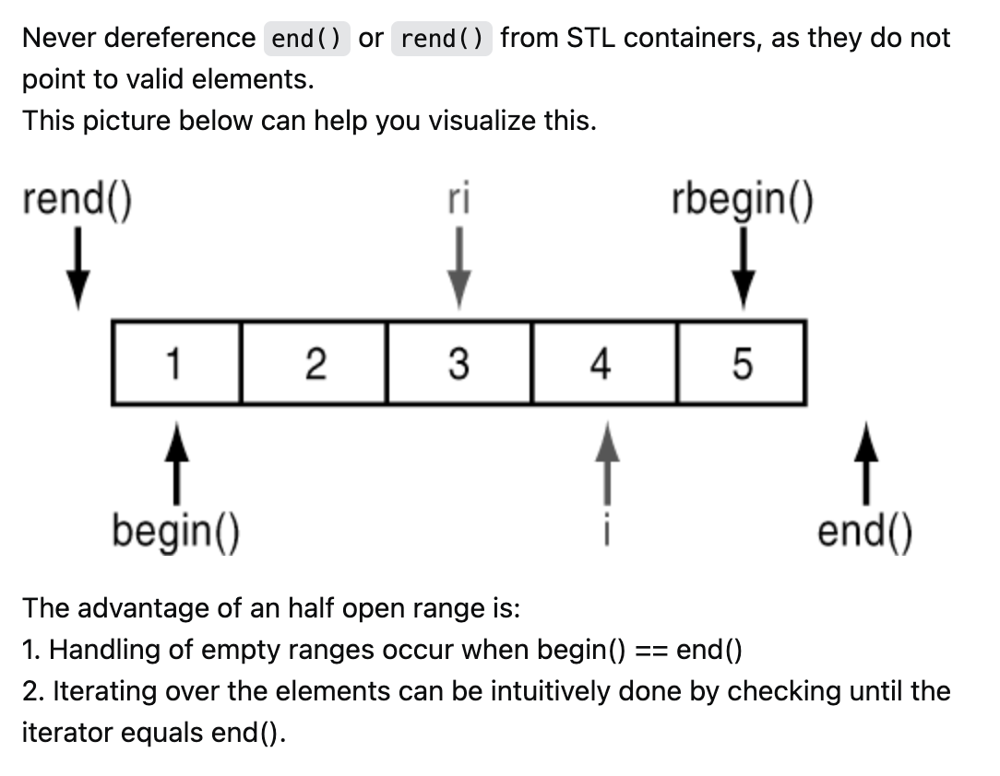 Never dereference end() or rend() from STL containers, as they do not
point to valid elements.
This picture below can help you visualize this.
rend() ri rbegin()
1 2 3 4 5
begin() i end()
The advantage of an half open range is:
1. Handling of empty ranges occur when begin() == end()
2. Iterating over the elements can be intuitively done by checking until the
iterator equals end().